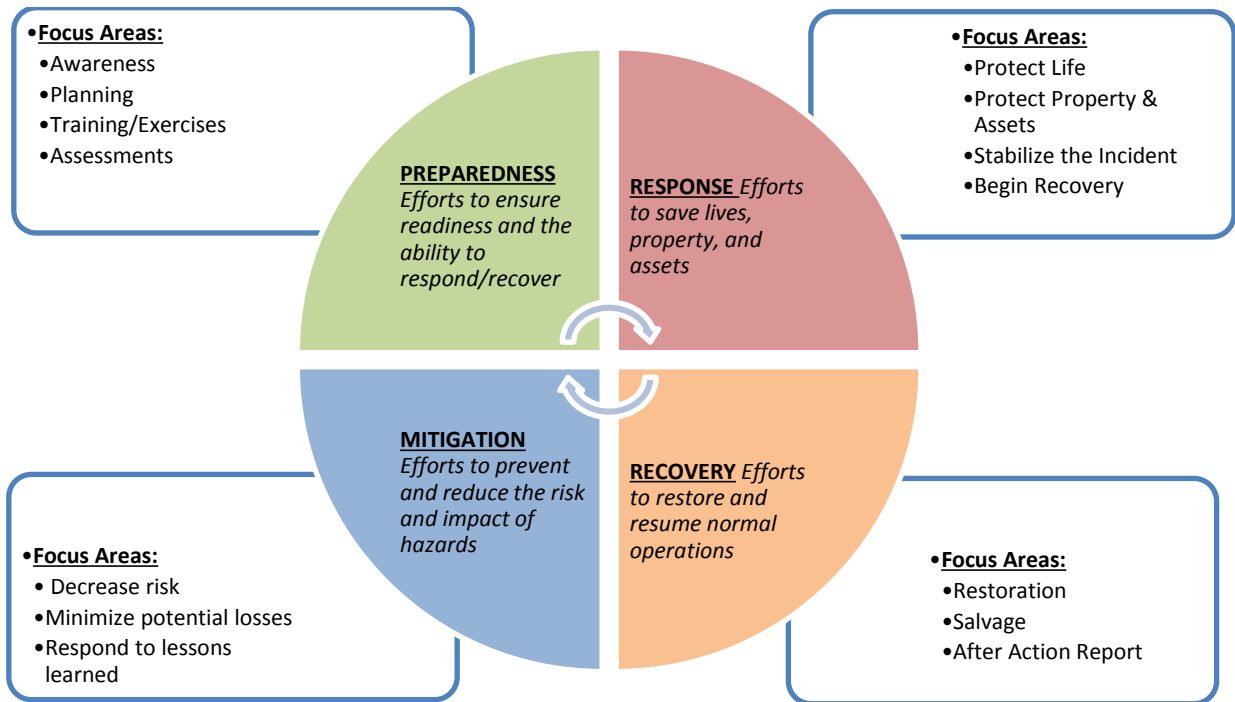 •Focus Areas:
•Awareness
•Planning
•Training/Exercises
•Assessments
•Focus Areas:
•Protect Life
•Protect Property &
Assets
•Stabilize the Incident
•Begin Recovery
PREPAREDNESS
Efforts to ensure
readiness and the
ability to
respond/recover
RESPONSE Efforts
to save lives,
property, and
assets
MITIGATION
Efforts to prevent
and reduce the risk
and impact of
hazards
RECOVERY Efforts
to restore and
resume normal
operations
•Focus Areas:
• Decrease risk
•Minimize potential losses
•Respond to lessons
learned
•Focus Areas:
•Restoration
•Salvage
•After Action Report